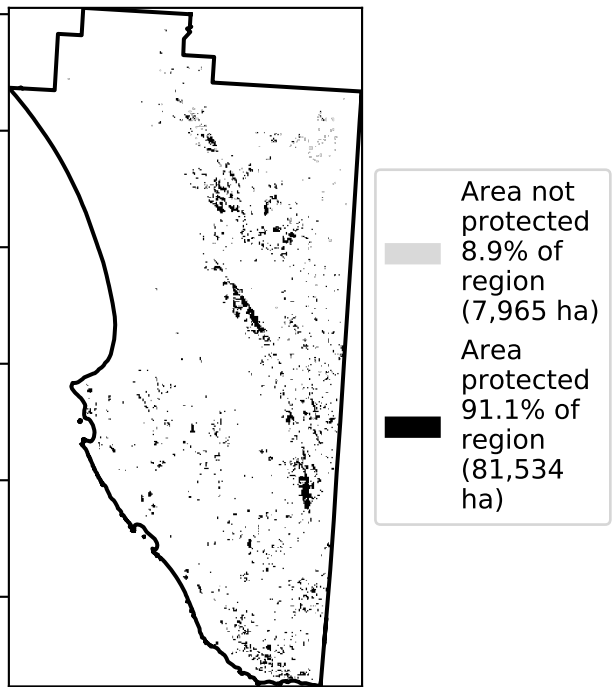 Area not
protected
8.9% of
region
(7,965 ha)
Area
protected
91.1% of
region
(81,534
ha)